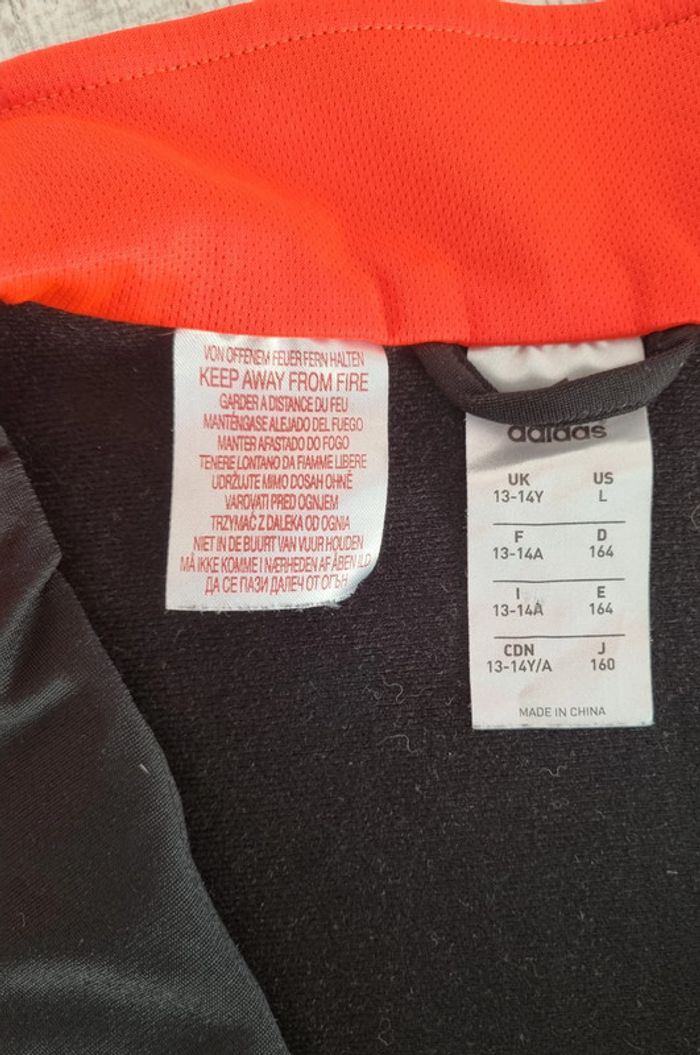 VON OFFENEM FEUER FERN HALTEN
KEEP AWAY FROM FIRE
GARDER A DISTANCE DU FEU
MANTÉNGASE ALEJADO DEL FUEGO
MANTER AFASTADO DO FOGO
TENERE LONTANO DA FIAMME LIBERE
UDRŽUJTE MIMO DOSAH OHNĚ
VAROVATI PRED OGNJEM
TRZYMAĆ Z DALEKA OD OGNIA
NIET IN DE BUURT VAN VUUR HOUDEN
MÅ IKKE KOMME I NÆRHEDEN AF ÅBEN ILD
ДА СЕ ПАЗИ ДАЛЕЧ ОТ ОГЪН
adidas
UK US
13-14Y L
F D
13-14A 164
I E
13-14A 164
CDN J
13-14Y/A 160
MADE IN CHINA